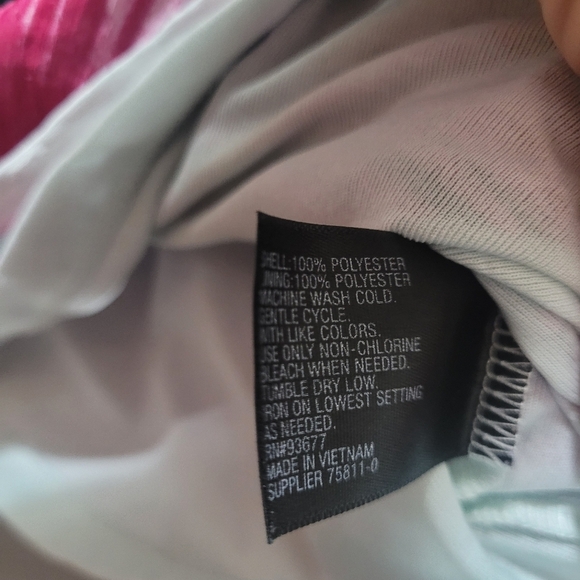 SHELL:100% POLYESTER
LINING:100% POLYESTER
MACHINE WASH COLD.
GENTLE CYCLE.
WITH LIKE COLORS.
USE ONLY NON-CHLORINE
BLEACH WHEN NEEDED.
TUMBLE DRY LOW.
IRON ON LOWEST SETTING
AS NEEDED.
RN#93677
MADE IN VIETNAM
SUPPLIER 75811-0